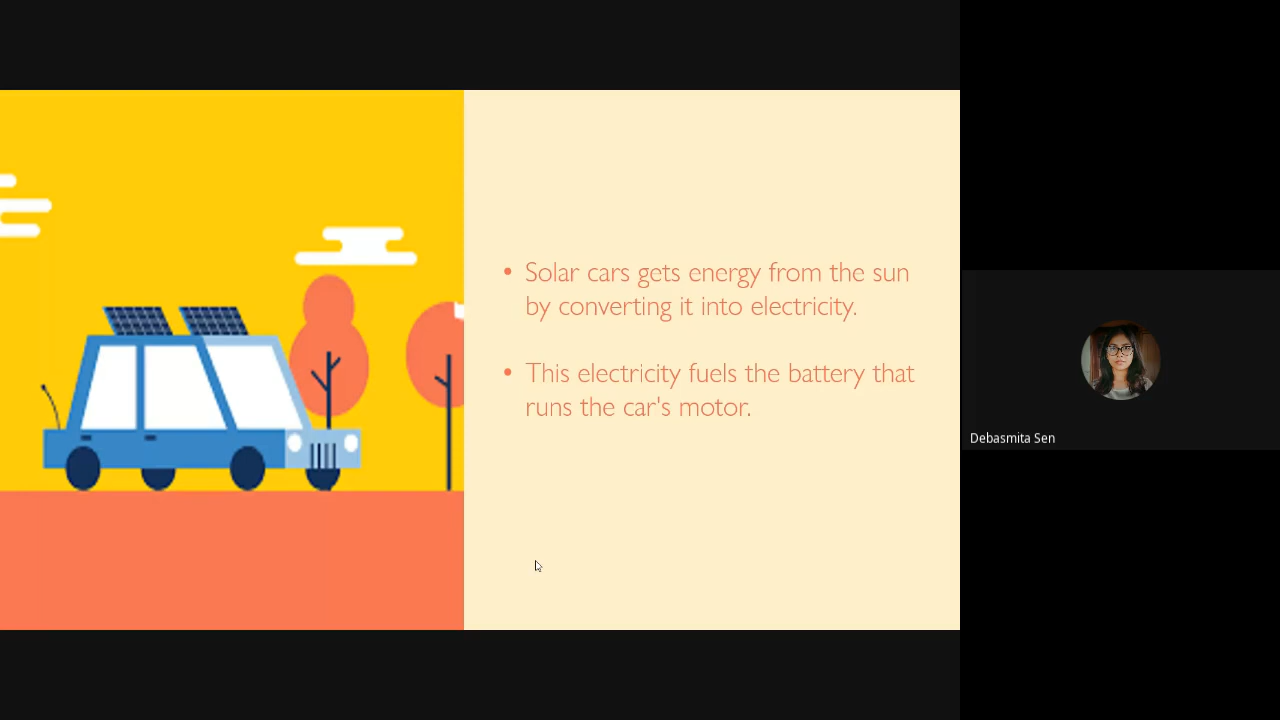 • Solar cars gets energy from the sun
by converting it into electricity.
• This electricity fuels the battery that
runs the car's motor.
Debasmita Sen